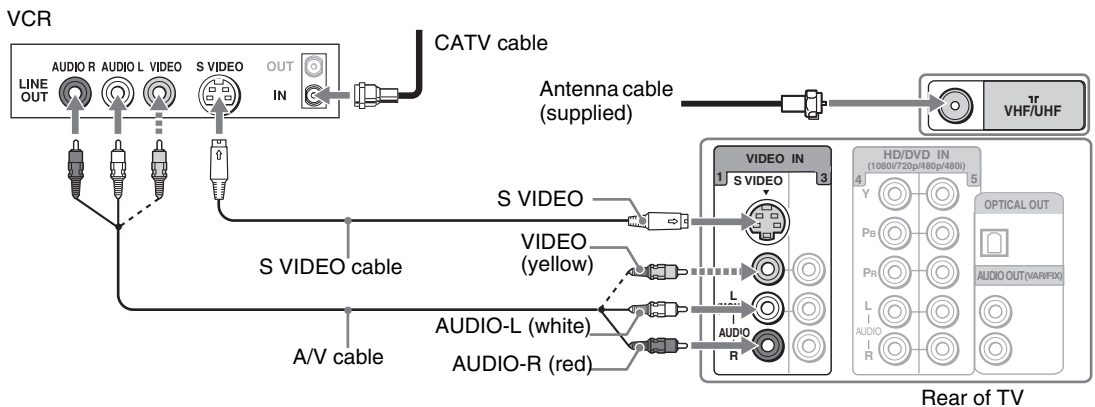 VCR
CATV cable
AUDIO R AUDIO L VIDEO S VIDEO OUT
LINE OUT
IN
Antenna cable
(supplied)
VHF/UHF
VIDEO IN
1 3
S VIDEO
HD/DVD IN
(1080i/720p/480p/480i)
4 5
Y
PB
PR
L
AUDIO
R
OPTICAL OUT
AUDIO OUT (VAR/FIX)
L
AUDIO
R
S VIDEO
VIDEO
(yellow)
S VIDEO cable
AUDIO-L (white)
A/V cable
AUDIO-R (red)
Rear of TV